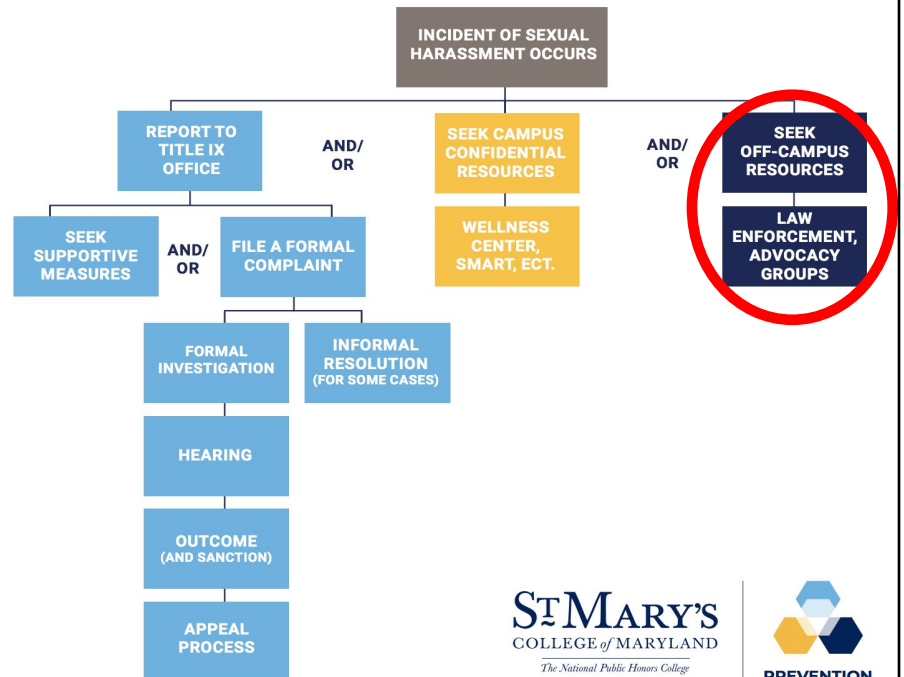 INCIDENT OF SEXUAL
HARASSMENT OCCURS
REPORT TO
TITLE IX
OFFICE
AND/
OR
SEEK CAMPUS
CONFIDENTIAL
RESOURCES
AND/
OR
SEEK
OFF-CAMPUS
RESOURCES
SEEK
SUPPORTIVE
MEASURES
AND/
OR
FILE A FORMAL
COMPLAINT
WELLNESS
CENTER,
SMART, ECT.
LAW
ENFORCEMENT,
ADVOCACY
GROUPS
FORMAL
INVESTIGATION
INFORMAL
RESOLUTION
(FOR SOME CASES)
HEARING
OUTCOME
(AND SANCTION)
APPEAL
PROCESS
ST MARY'S
COLLEGE of MARYLAND
The National Public Honors College
PREVENTION